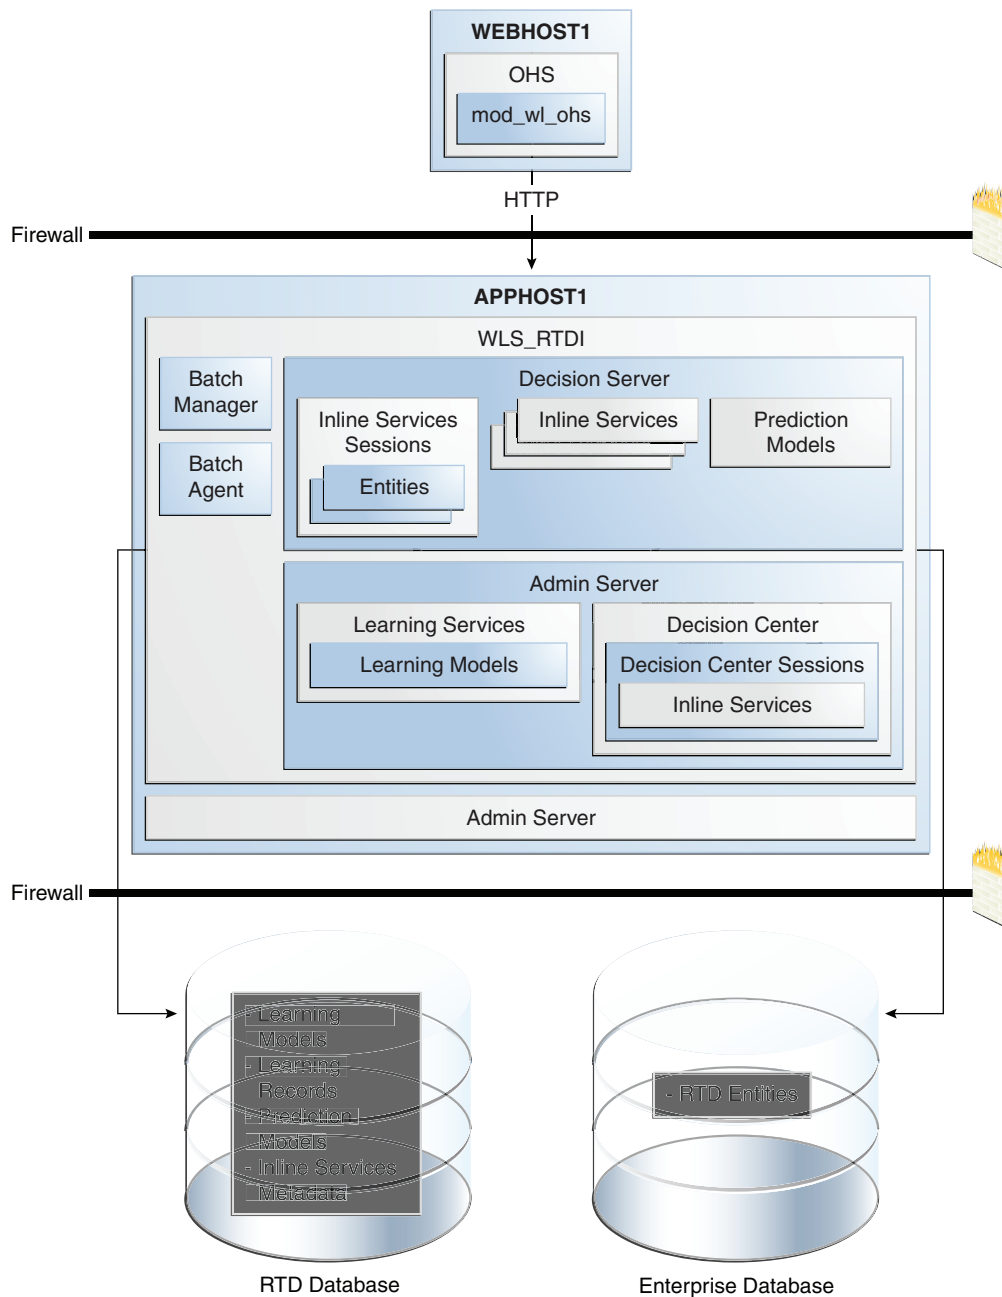 WEBHOST1
OHS
mod_wl_ohs
HTTP
Firewall
APPHOST1
WLS_RTDI
Batch
Manager
Batch
Agent
Decision Server
Inline Services
Sessions
Entities
Inline Services
Prediction
Models
Admin Server
Learning Services
Learning Models
Decision Center
Decision Center Sessions
Inline Services
Admin Server
Firewall
- Learning
Models
- Learning
Records
- Prediction
Models
- Inline Services
Metadata
- RTD Entities
RTD Database
Enterprise Database